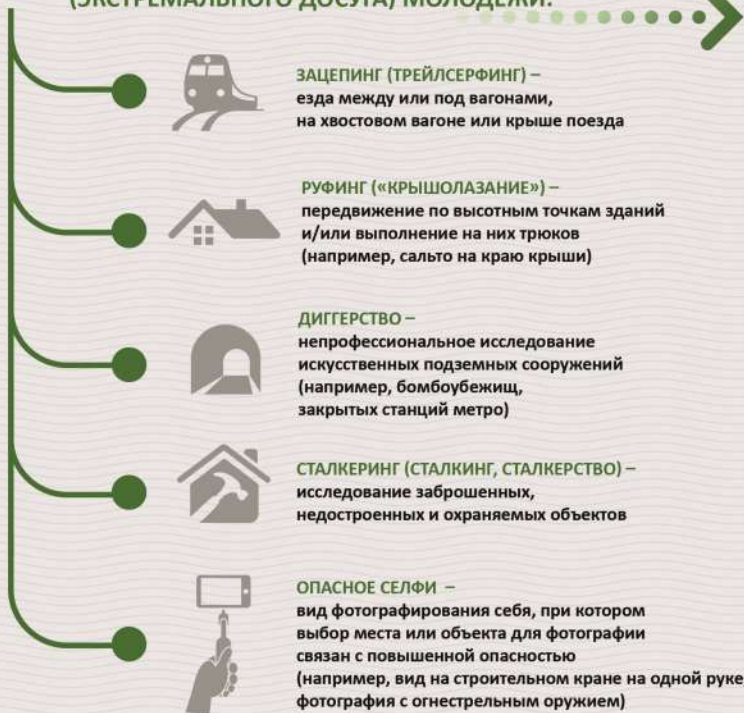 (ЭКСТРЕМАЛЬНОГО ДОСУГА) МОЛОДЕЖИ:
ЗАЦЕПИНГ (ТРЕЙЛСЕРФИНГ) –
езда между или под вагонами,
на хвостовом вагоне или крыше поезда
РУФИНГ («КРЫШОЛАЗАНИЕ») –
передвижение по высотным точкам зданий
и/или выполнение на них трюков
(например, сальто на краю крыши)
ДИГГЕРСТВО –
непрофессиональное исследование
искусственных подземных сооружений
(например, бомбоубежищ,
закрытых станций метро)
СТАЛКЕРИНГ (СТАЛКИНГ, СТАЛКЕРСТВО) –
исследование заброшенных,
недостроенных и охраняемых объектов
ОПАСНОЕ СЕЛФИ –
вид фотографирования себя, при котором
выбор места или объекта для фотографии
связан с повышенной опасностью
(например, вид на строительном кране на одной руке
фотография с огнестрельным оружием)